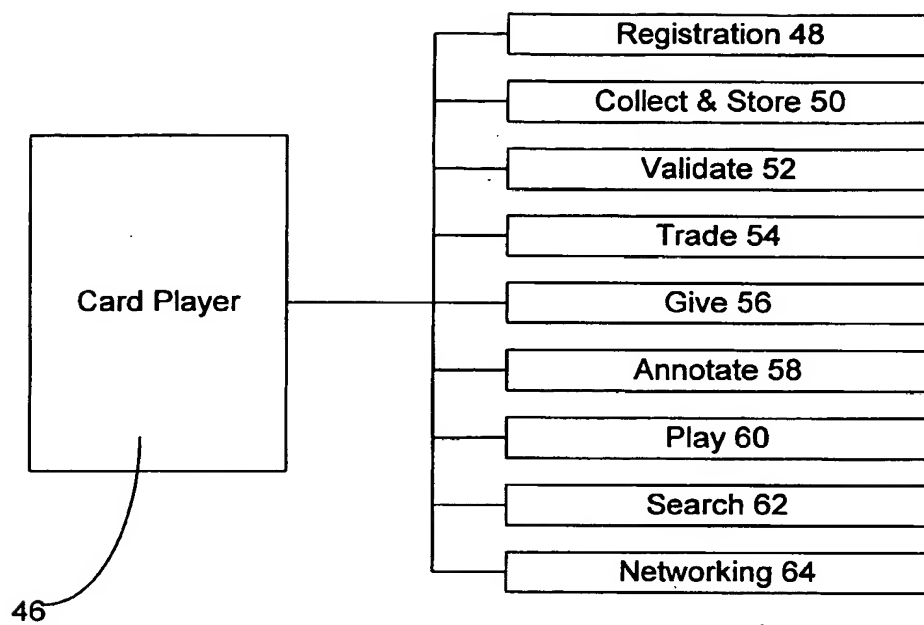 Registration 48
Collect & Store 50
Validate 52
Trade 54
Card Player
Give 56
Annotate 58
Play 60
Search 62
Networking 64
46